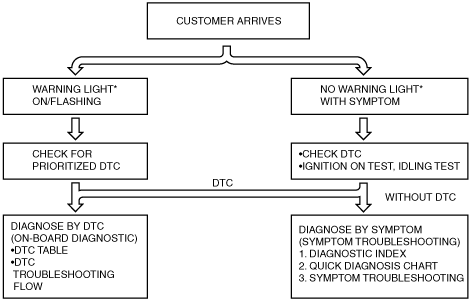 CUSTOMER ARRIVES
WARNING LIGHT*
ON/FLASHING
NO WARNING LIGHT*
WITH SYMPTOM
CHECK FOR
PRIORITIZED DTC
•CHECK DTC
•IGNITION ON TEST, IDLING TEST
DTC
WITHOUT DTC
DIAGNOSE BY DTC
(ON-BOARD DIAGNOSTIC)
•DTC TABLE
•DTC
TROUBLESHOOTING
FLOW
DIAGNOSE BY SYMPTOM
(SYMPTOM TROUBLESHOOTING)
1. DIAGNOSTIC INDEX
2. QUICK DIAGNOSIS CHART
3. SYMPTOM TROUBLESHOOTING